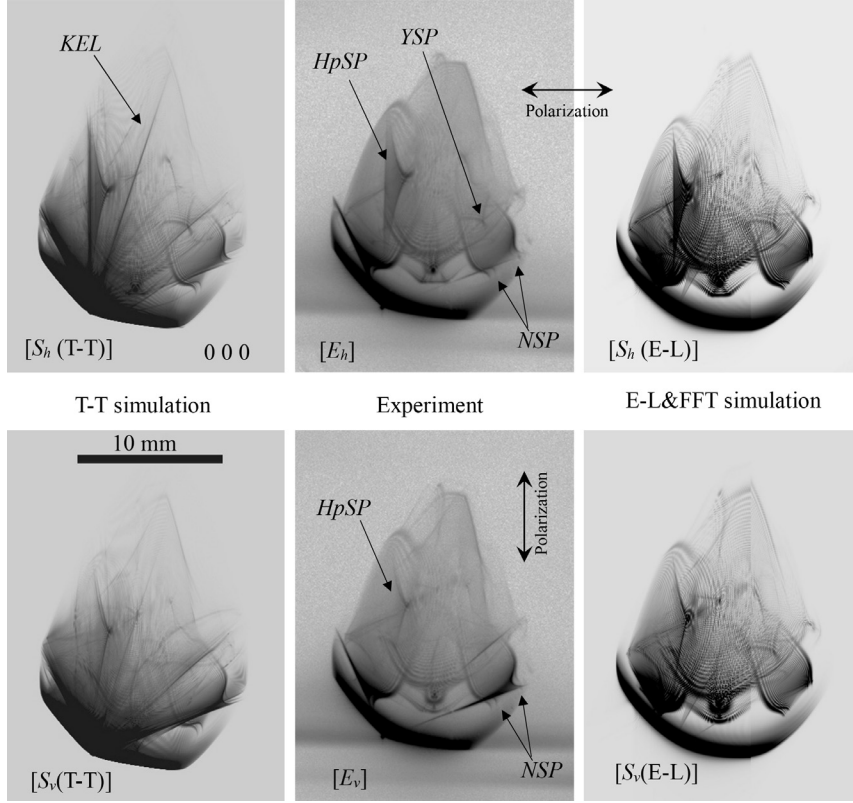 KEL
HpSP
YSP
Polarization
[Sh (T-T)]
0 0 0
[Eh]
NSP
[Sh (E-L)]
T-T simulation
Experiment
E-L&FFT simulation
10 mm
HpSP
Polarization
[Sv(T-T)]
[Ev]
NSP
[Sv(E-L)]